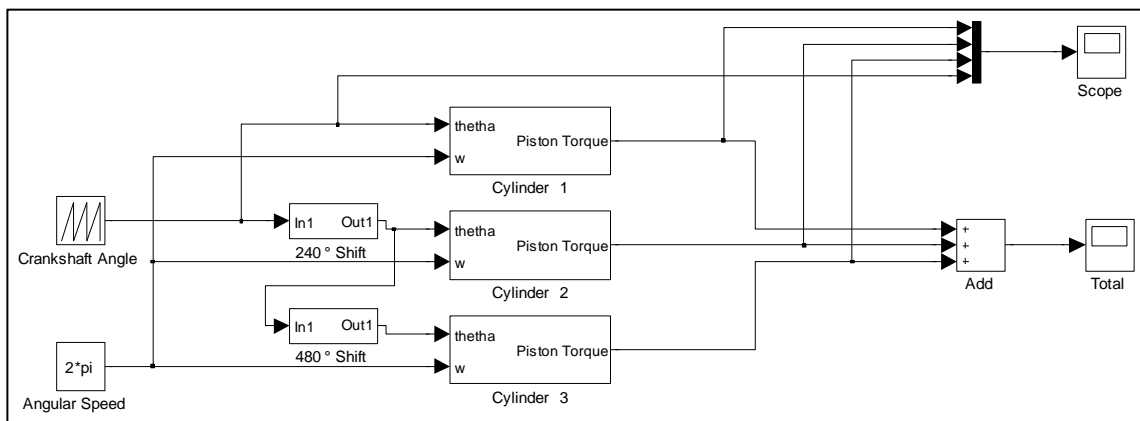 Scope
thetha
Piston Torque
w
Cylinder 1
In1
Out1
240 ° Shift
Crankshaft Angle
thetha
Piston Torque
w
Cylinder 2
+
+
+
Add
Total
In1
Out1
480 ° Shift
thetha
Piston Torque
w
Cylinder 3
2*pi
Angular Speed